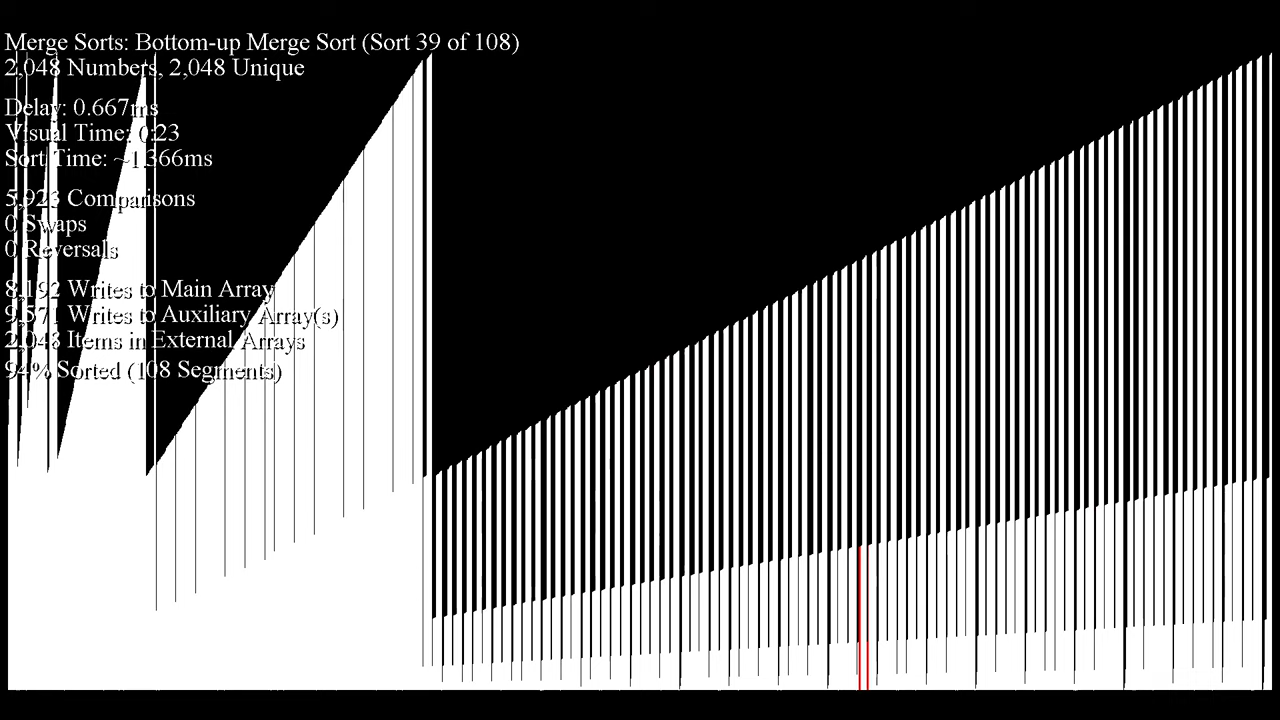 Merge Sorts: Bottom-up Merge Sort (Sort 39 of 108)
2,048 Numbers, 2,048 Unique
Delay: 0.667ms
Visual Time: 0:23
Sort Time: ~1.366ms
5,923 Comparisons
0 Swaps
0 Reversals
8,192 Writes to Main Array
9,571 Writes to Auxiliary Array(s)
2,048 Items in External Arrays
94% Sorted (108 Segments)